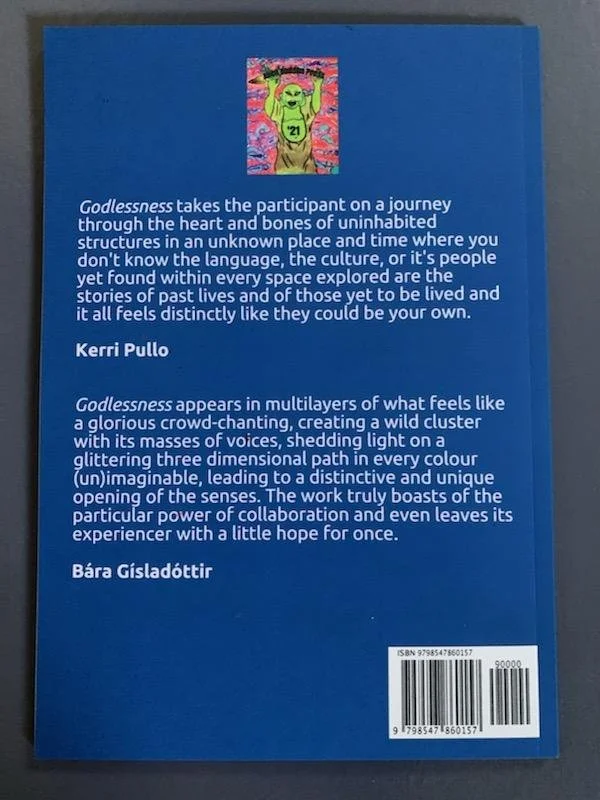 '21
Godlessness takes the participant on a journey
through the heart and bones of uninhabited
structures in an unknown place and time where you
don't know the language, the culture, or it's people
yet found within every space explored are the
stories of past lives and of those yet to be lived and
it all feels distinctly like they could be your own.
Kerri Pullo
Godlessness appears in multilayers of what feels like
a glorious crowd-chanting, creating a wild cluster
with its masses of voices, shedding light on a
glittering three dimensional path in every colour
(un)imaginable, leading to a distinctive and unique
opening of the senses. The work truly boasts of the
particular power of collaboration and even leaves its
experiencer with a little hope for once.
Bára Gísladóttir
ISBN 9798547860157
90000
9 798547 860157